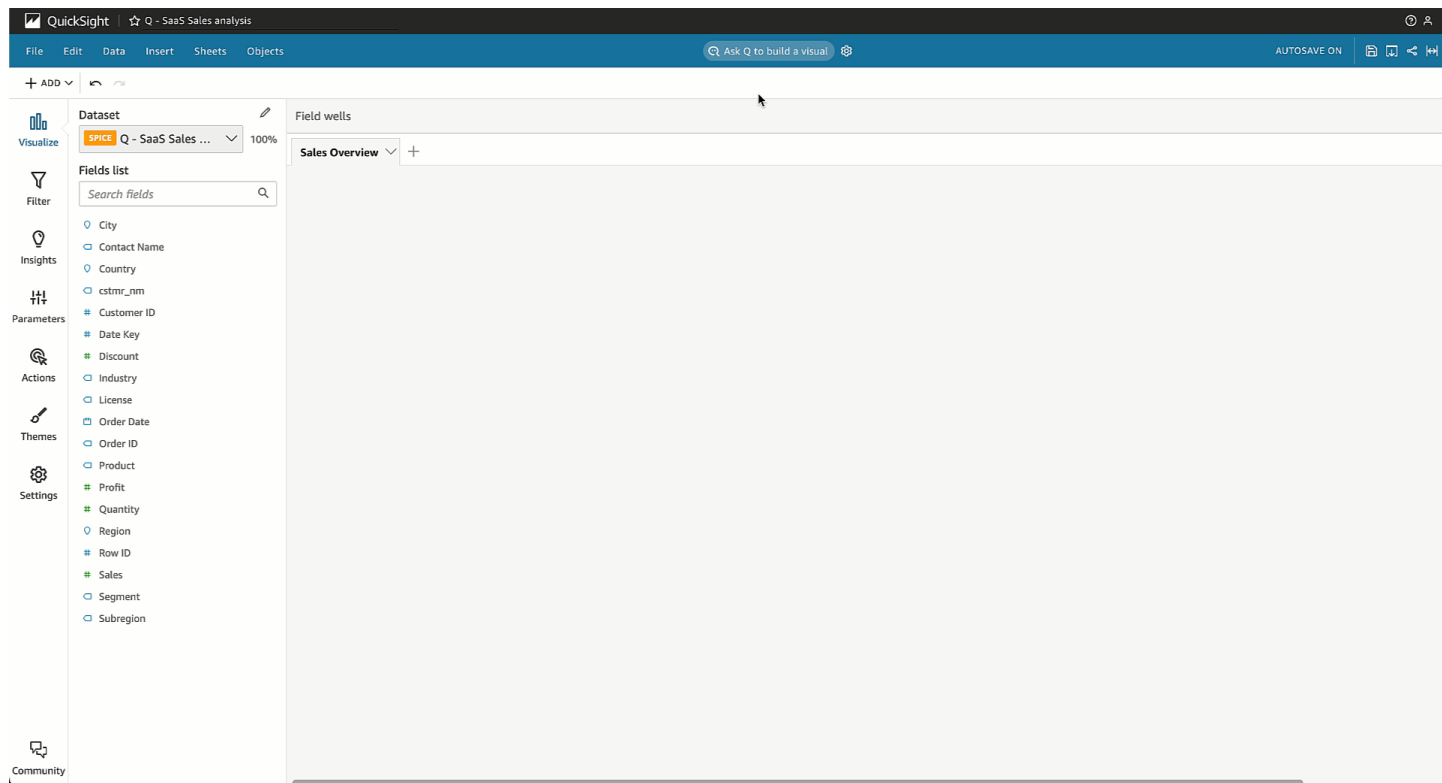 QuickSight Q - SaaS Sales analysis
File Edit Data Insert Sheets Objects Ask Q to build a visual AUTOSAVE ON
ADD
Visualize
Filter
Insights
Parameters
Actions
Themes
Settings
Community
Dataset
SPICE Q - SaaS Sales ... 100%
Fields list
Search fields
City
Contact Name
Country
cstmr_nm
# Customer ID
# Date Key
# Discount
Industry
License
Order Date
Order ID
Product
# Profit
# Quantity
Region
# Row ID
# Sales
Segment
Subregion
Field wells
Sales Overview